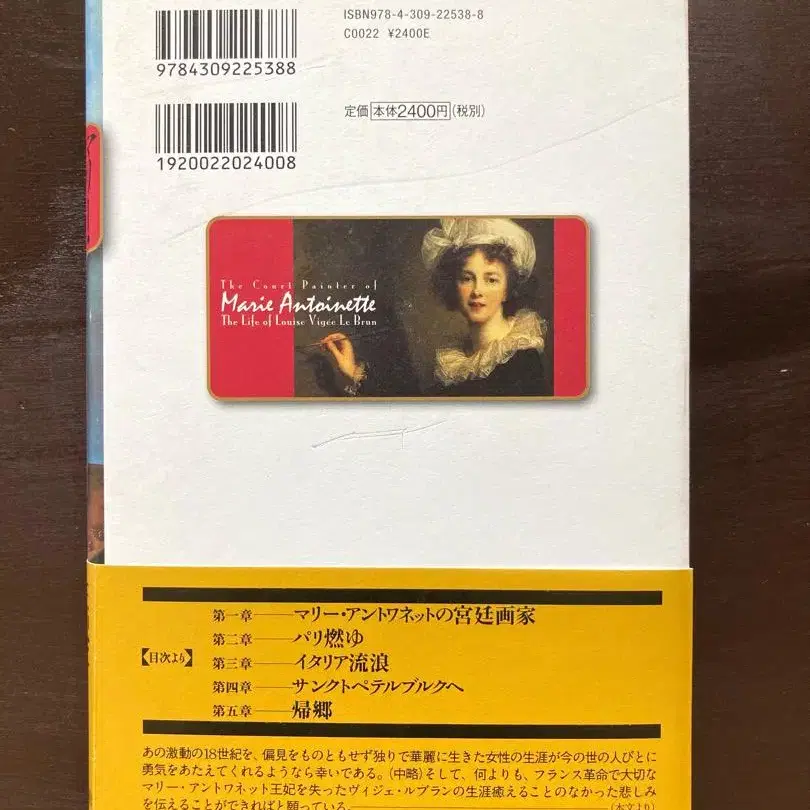 ISBN978-4-309-22538-8
C0022 ¥2400E
9784309225388
定価 本体2400円(税別)
1920022024008
The Court Painter of
Marie Antoinette
The Life of Louise Vigée Le Brun
第一章――マリー・アントワネットの宮廷画家
第二章――パリ燃ゆ
【目次より】
第三章――イタリア流浪
第四章――サンクトペテルブルクへ
第五章――帰郷
あの激動の18世紀を、偏見をものともせず独りで華麗に生きた女性の生涯が今の世の人びとに
勇気をあたえてくれるようなら幸いである。(中略)そして、何よりも、フランス革命で大切な
マリー・アントワネット王妃を失ったヴィジェ・ルブランの生涯癒えることのなかった悲しみ
を伝えることができればと願っている。――(本文より)